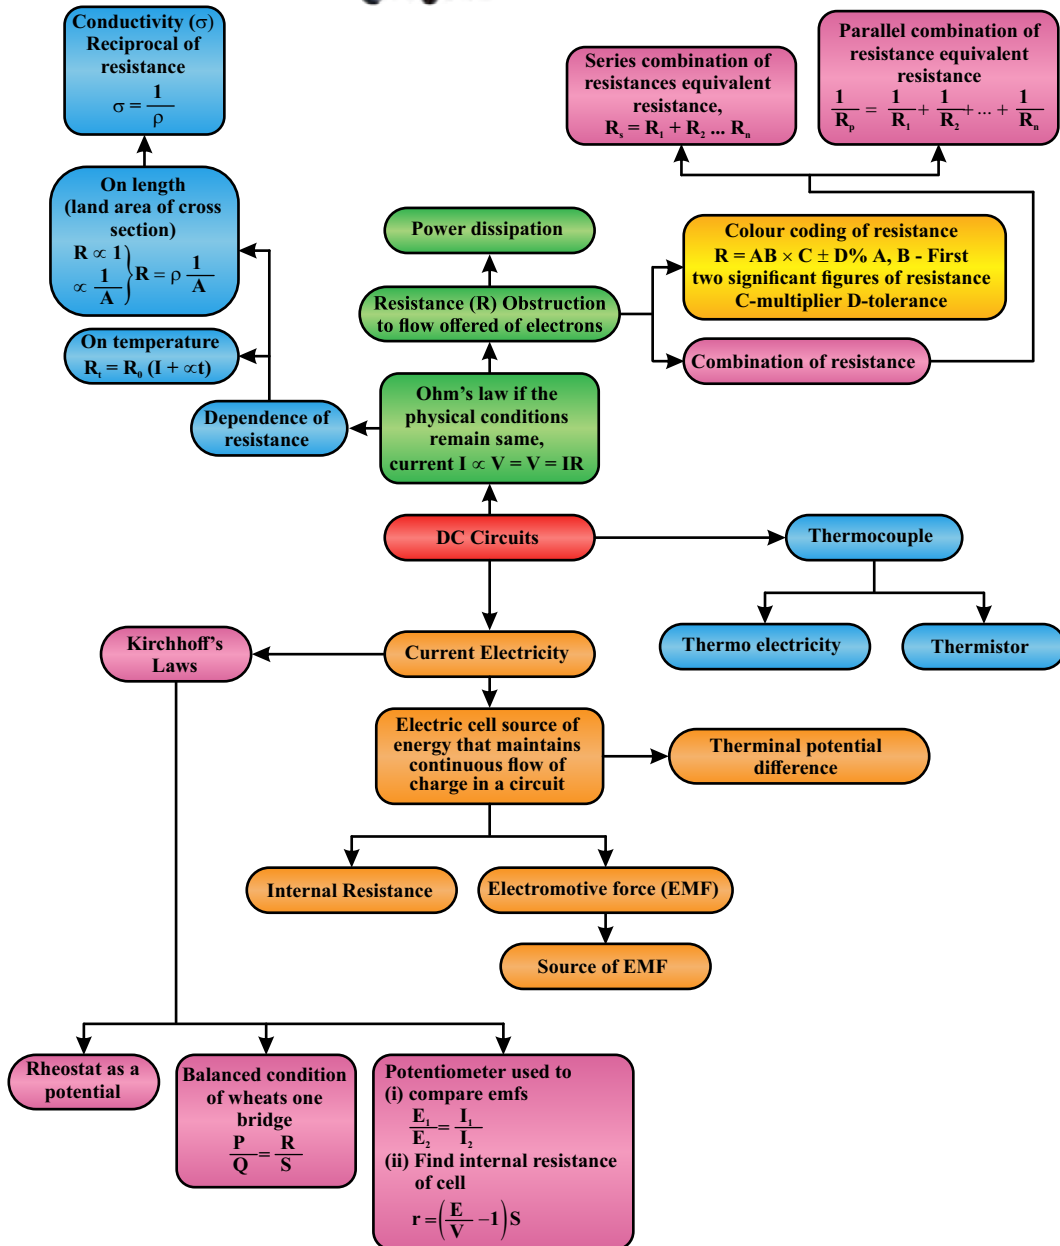 Conductivity (σ)
Reciprocal of
resistance
σ = 1/ρ
On length
(land area of cross
section)
R ∝ 1
∝ 1/A } R = ρ 1/A
On temperature
Rₜ = R₀ (I + ∝t)
Dependence of
resistance
Series combination of
resistances equivalent
resistance,
Rₛ = R₁ + R₂ ... Rₙ
Parallel combination of
resistance equivalent
resistance
1/Rₚ = 1/R₁ + 1/R₂ + ... + 1/Rₙ
Power dissipation
Resistance (R) Obstruction
to flow offered of electrons
Colour coding of resistance
R = AB × C ± D% A, B - First
two significant figures of resistance
C-multiplier D-tolerance
Combination of resistance
Ohm's law if the
physical conditions
remain same,
current I ∝ V = V = IR
DC Circuits
Thermocouple
Thermo electricity
Thermistor
Kirchhoff's
Laws
Current Electricity
Electric cell source of
energy that maintains
continuous flow of
charge in a circuit
Therminal potential
difference
Internal Resistance
Electromotive force (EMF)
Source of EMF
Rheostat as a
potential
Balanced condition
of wheats one
bridge
P/Q = R/S
Potentiometer used to
(i) compare emfs
E₁/E₂ = I₁/I₂
(ii) Find internal resistance
of cell
r = (E/V − 1) S